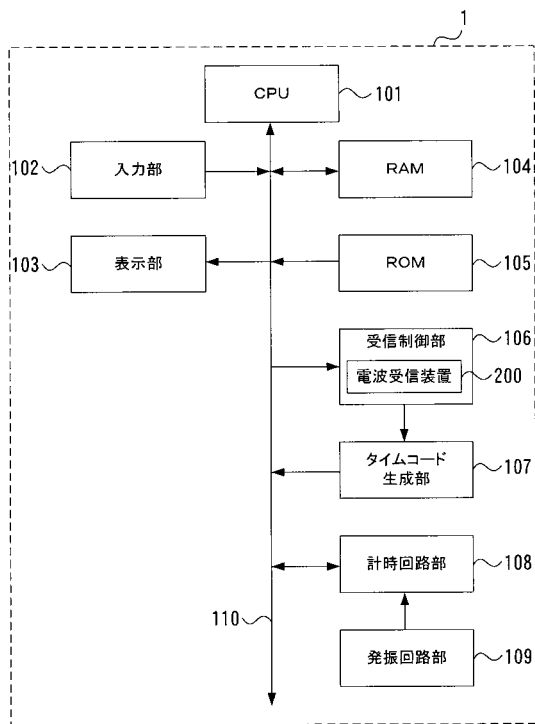 1
CPU
101
102
入力部
RAM
104
103
表示部
ROM
105
受信制御部
106
電波受信装置
200
タイムコード
生成部
107
計時回路部
108
110
発振回路部
109